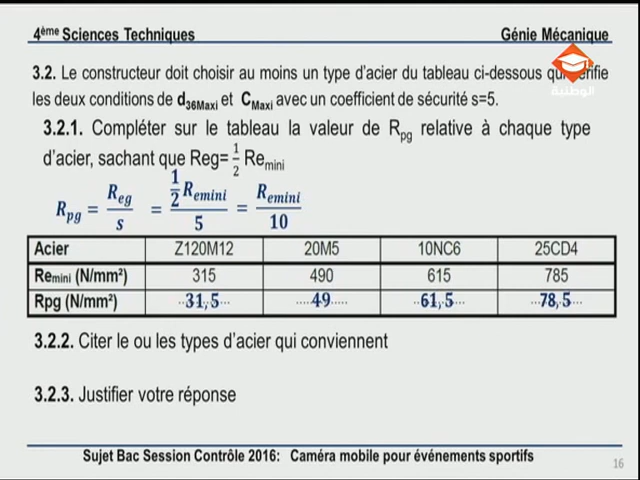 4ème Sciences Techniques
Génie Mécanique
الوطنية
3.2. Le constructeur doit choisir au moins un type d'acier du tableau ci-dessous qui vérifie
les deux conditions de d36Maxi et CMaxi avec un coefficient de sécurité s=5.
3.2.1. Compléter sur le tableau la valeur de Rpg relative à chaque type
d'acier, sachant que Reg= 1/2 Remini
Rpg = Reg/s = 1/2 Remini/5 = Remini/10
Acier Z120M12 20M5 10NC6 25CD4
Remini (N/mm²) 315 490 615 785
Rpg (N/mm²) ..31,5... .....49..... ..61,5... ...78,5...
3.2.2. Citer le ou les types d'acier qui conviennent
3.2.3. Justifier votre réponse
Sujet Bac Session Contrôle 2016: Caméra mobile pour événements sportifs
16